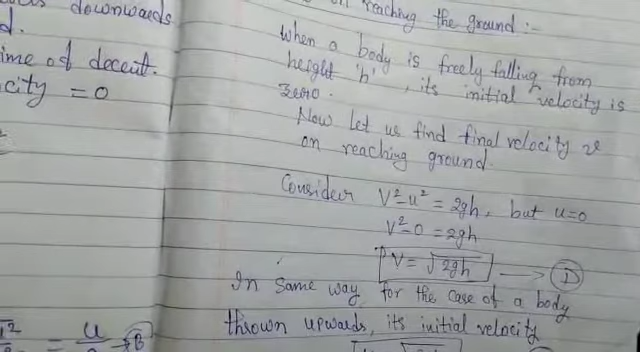 downwards
d.
ime of decent.
city = 0
reaching the ground :-
When a body is freely falling from
height 'h', its initial velocity is
zero.
Now let us find final velocity v
on reaching ground.
Consider V²-u² = 2gh, but u=0
V²-0 = 2gh
V = √2gh → D
In same way, for the case of a body
thrown upwards, its initial velocity
= u B